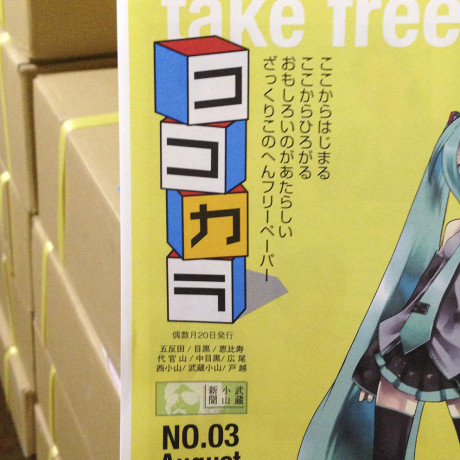 take free
ココカラ
ここからはじまる
ここからひろがる
おもしろいのがあたらしい
ざっくりこのへんフリーペーパー
偶数月20日発行
五反田/目黒/恵比寿
代官山/中目黒/広尾
西小山/武蔵小山/戸越
武蔵
小山
新聞
NO.03
August